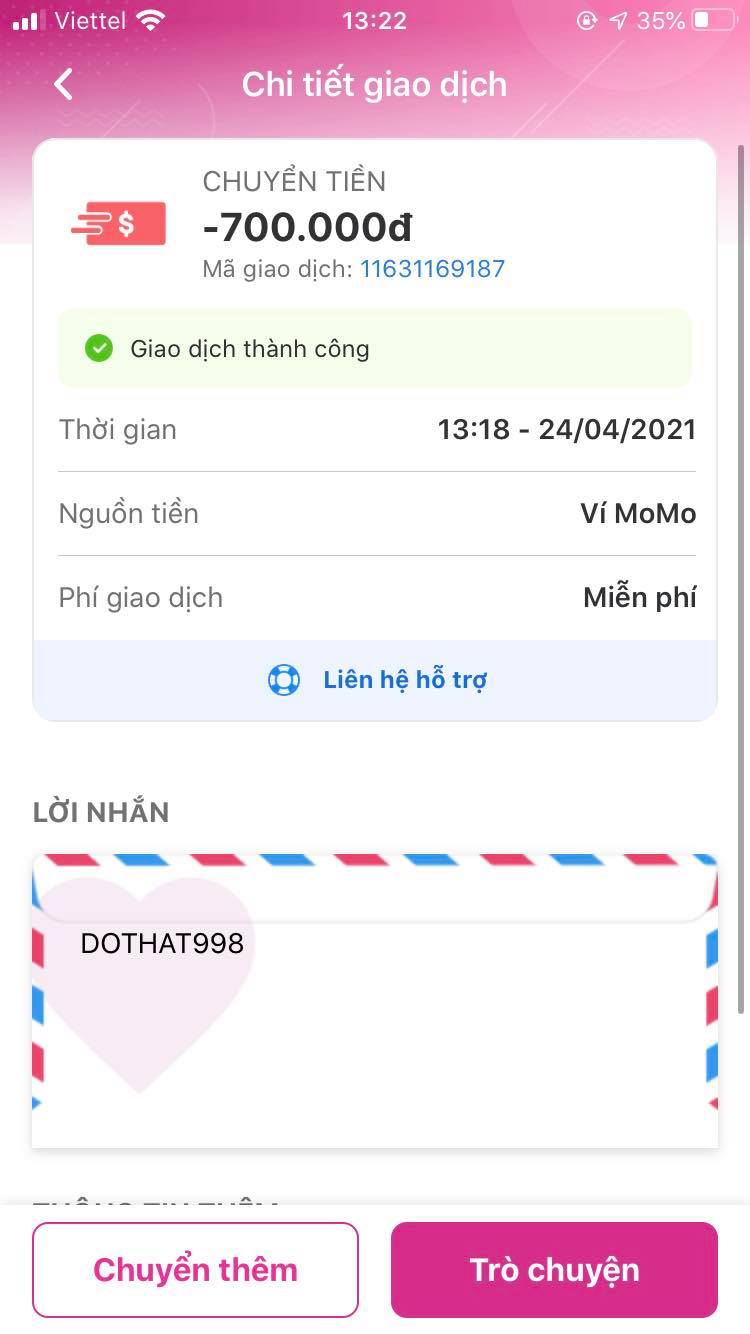 Viettel 13:22 35%
Chi tiết giao dịch
CHUYỂN TIỀN
$
-700.000đ
Mã giao dịch: 11631169187
Giao dịch thành công
Thời gian 13:18 - 24/04/2021
Nguồn tiền Ví MoMo
Phí giao dịch Miễn phí
Liên hệ hỗ trợ
LỜI NHẮN
DOTHAT998
Chuyển thêm Trò chuyện